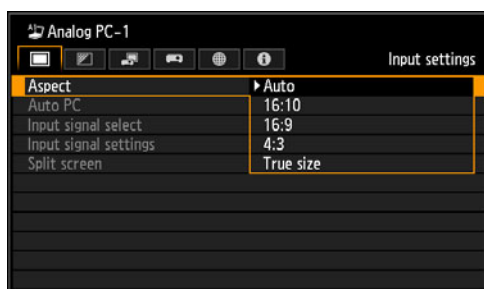 Analog PC-1
Input settings
Aspect
Auto
Auto PC
16:10
Input signal select
16:9
Input signal settings
4:3
Split screen
True size